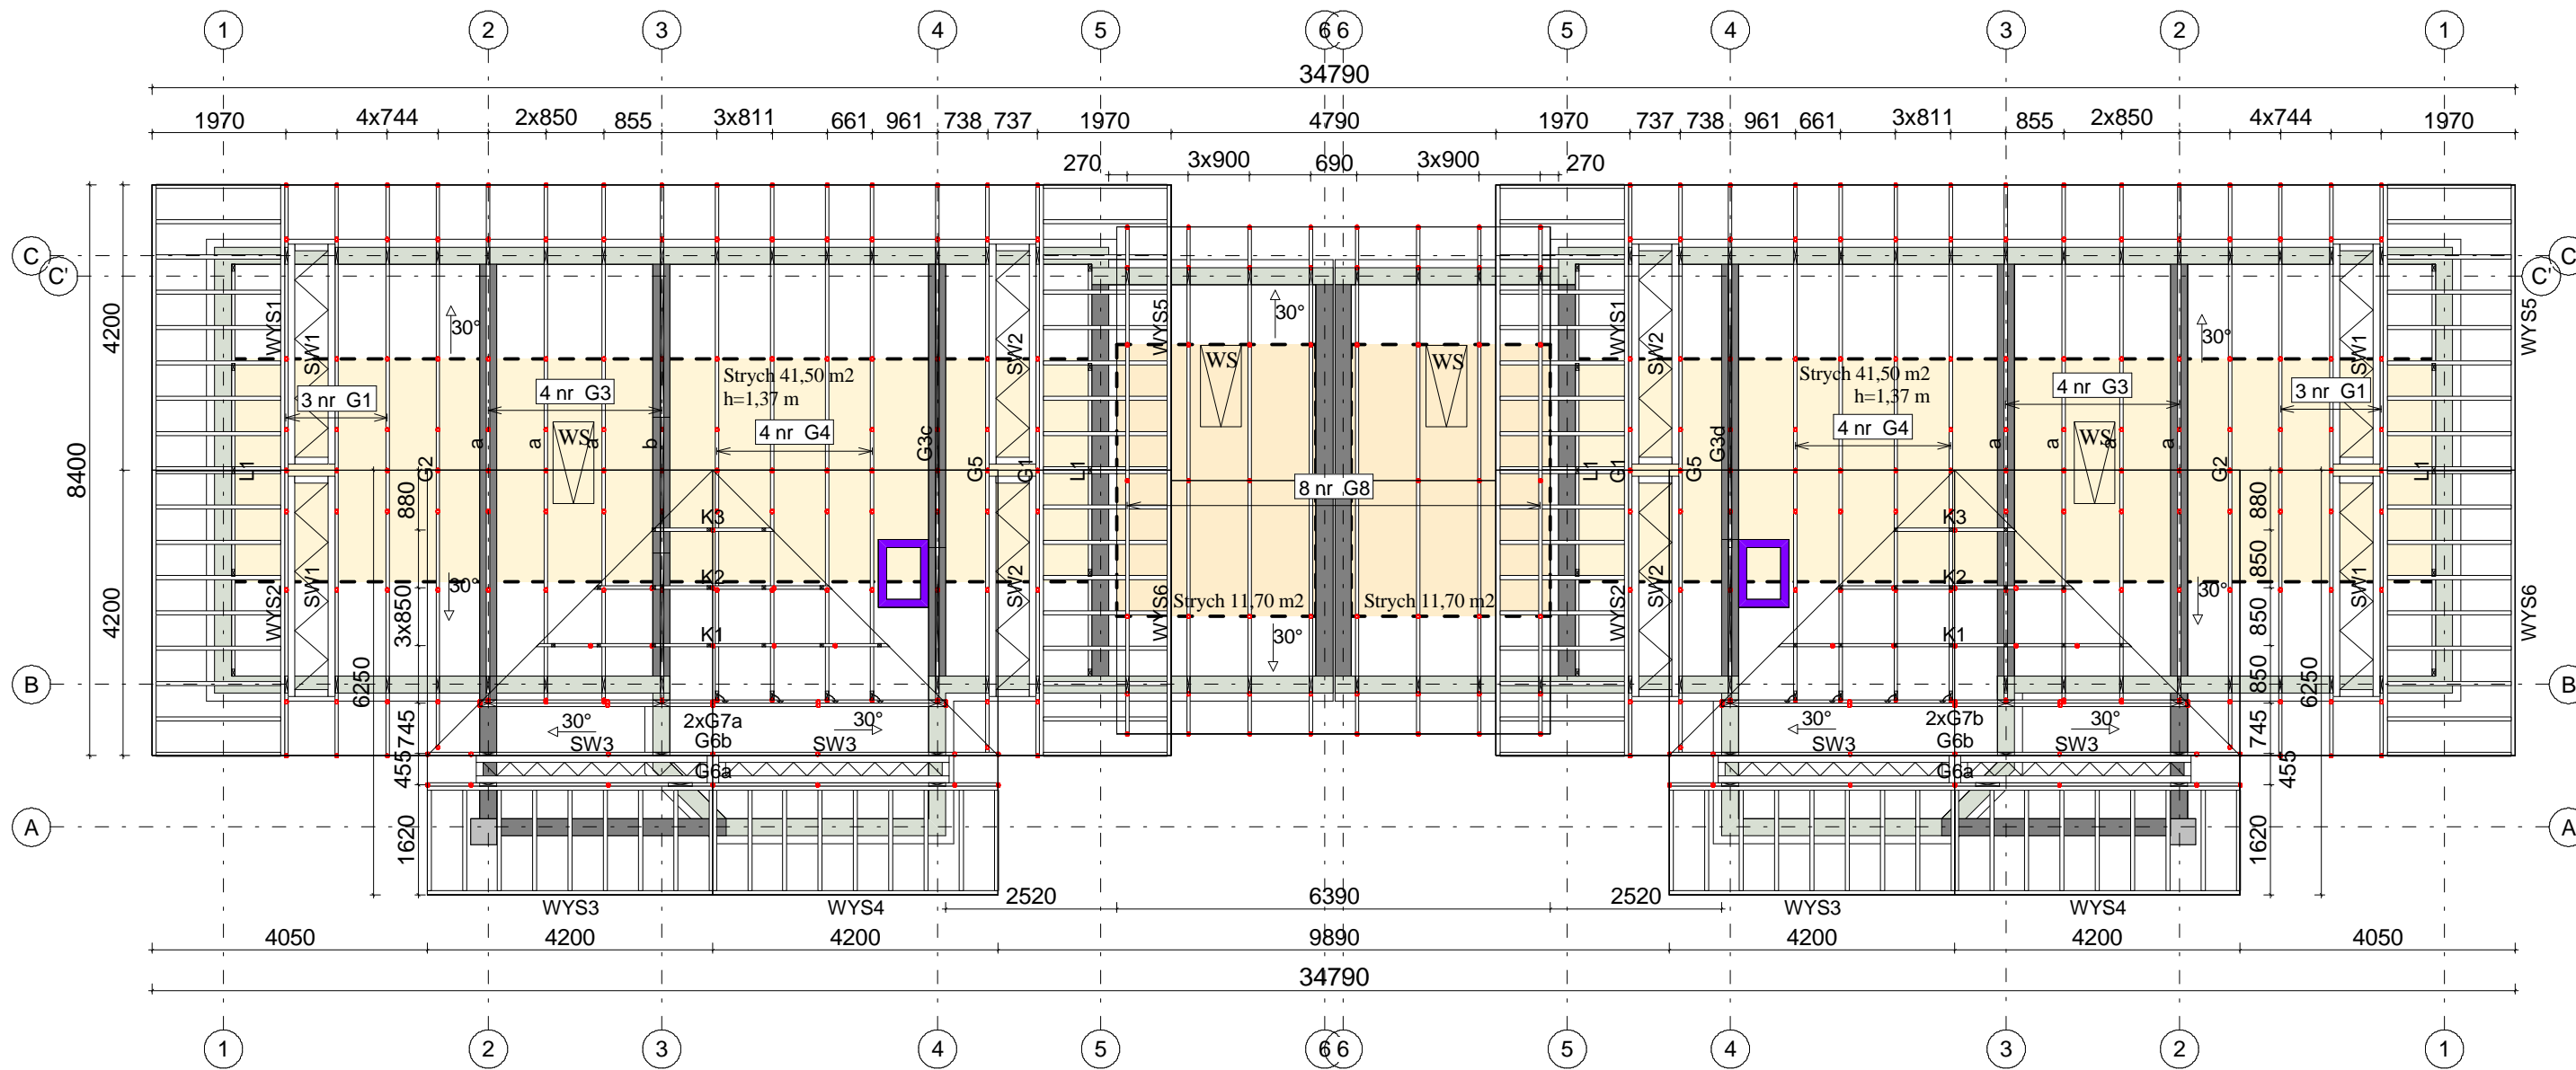 1 2 3 4 5 6 6 5 4 3 2 1
34790
1970 4x744 2x850 855 3x811 661 961 738 737 1970 4790 1970 737 738 961 661 3x811 855 2x850 4x744 1970
270 3x900 690 3x900 270
C C
C' C'
30° 30° 30°
WYS1 SW1 SW2 WYS5 WYS1 SW2 SW1 WYS5
4200
WS WS
Strych 41,50 m2 Strych 41,50 m2
h=1,37 m h=1,37 m
3 nr G1 4 nr G3 4 nr G4 4 nr G4 4 nr G3 3 nr G1
a a a b G3c G3d a a a a
WS WS
L1 G2 G5 G1 L1 L1 G1 G5 G2 L1
8400
8 nr G8
880 K3 K3 880
850
K2 K2
30° 30°
WYS2 SW1 SW2 WYS6 WYS2 SW2 SW1 WYS6
Strych 11,70 m2 Strych 11,70 m2
4200 3x850 850
K1 K1
30°
B B
6250 850 6250
745 745
30° 2xG7a 30° 30° 2xG7b 30°
SW3 G6b SW3 SW3 G6b SW3
455 G6a G6a 455
A A
1620 1620
2520 6390 2520
WYS3 WYS4 WYS3 WYS4
4050 4200 4200 9890 4200 4200 4050
34790
1 2 3 4 5 6 6 5 4 3 2 1